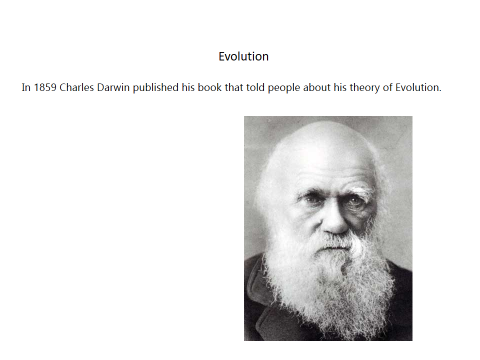 Evolution
In 1859 Charles Darwin published his book that told people about his theory of Evolution.